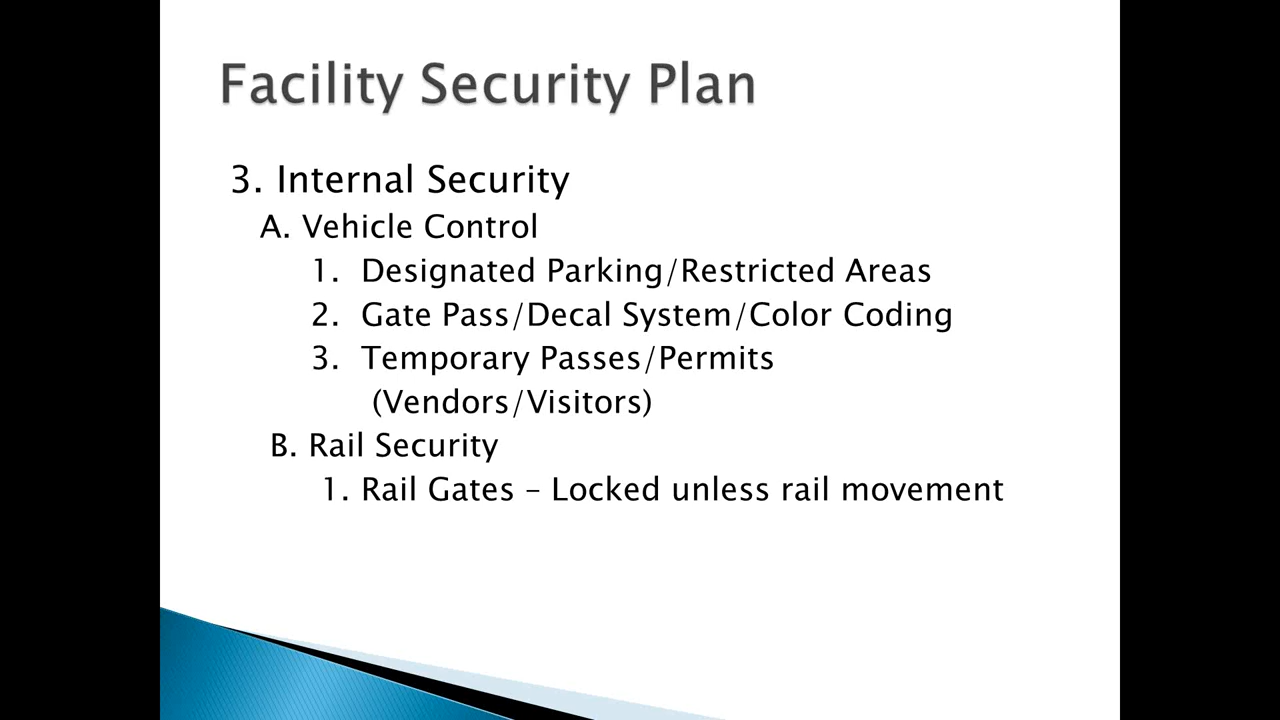 Facility Security Plan
3. Internal Security
A. Vehicle Control
1. Designated Parking/Restricted Areas
2. Gate Pass/Decal System/Color Coding
3. Temporary Passes/Permits
(Vendors/Visitors)
B. Rail Security
1. Rail Gates – Locked unless rail movement